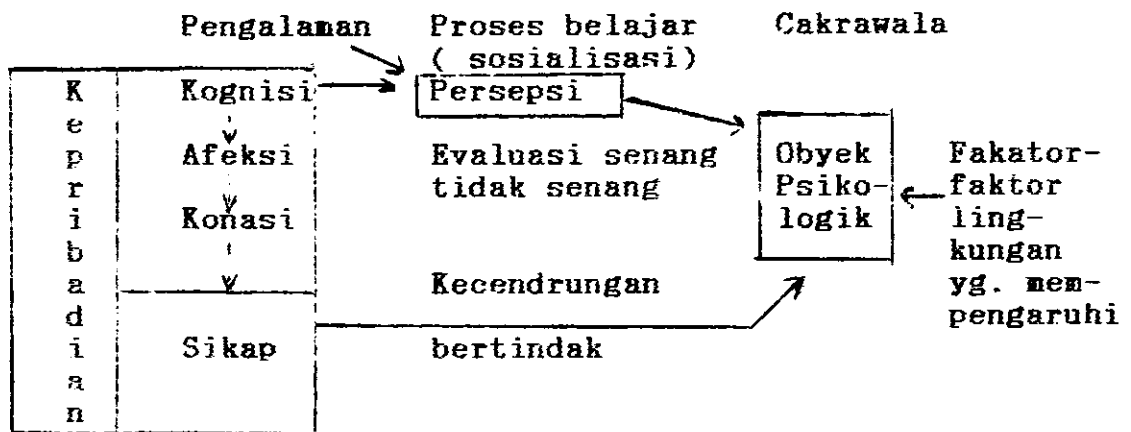 Pengalaman Proses belajar Cakrawala
( sosialisasi)
Kepribadian
Kognisi Persepsi
Afeksi Evaluasi senang Obyek Fakator-
tidak senang Psiko- faktor
Konasi logik ling-
kungan
Kecendrungan yg. mem-
pengaruhi
Sikap bertindak